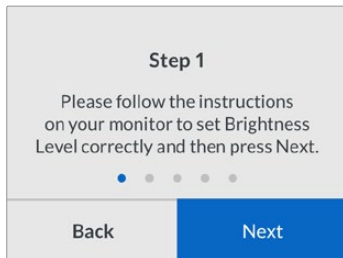 Step 1
Please follow the instructions
on your monitor to set Brightness
Level correctly and then press Next.
Back
Next